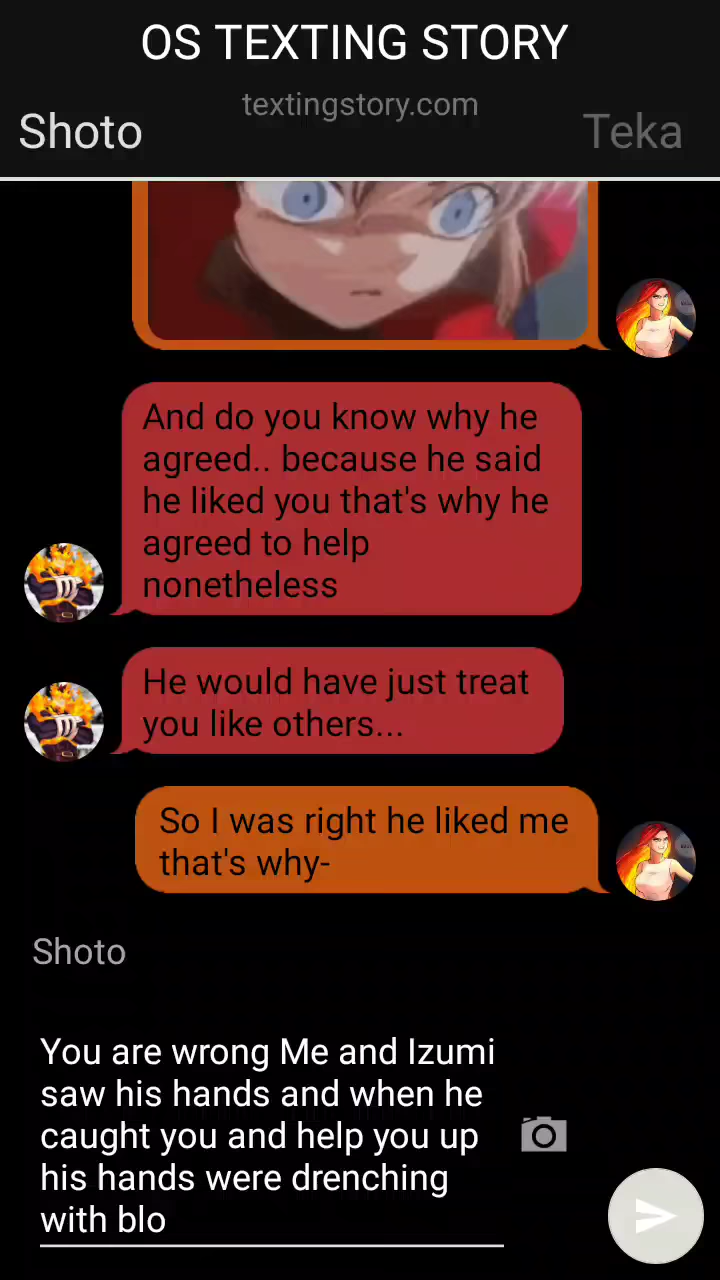 OS TEXTING STORY
textingstory.com
Shoto
Teka
And do you know why he
agreed.. because he said
he liked you that's why he
agreed to help
nonetheless
He would have just treat
you like others...
So I was right he liked me
that's why-
Shoto
You are wrong Me and Izumi
saw his hands and when he
caught you and help you up
his hands were drenching
with blo